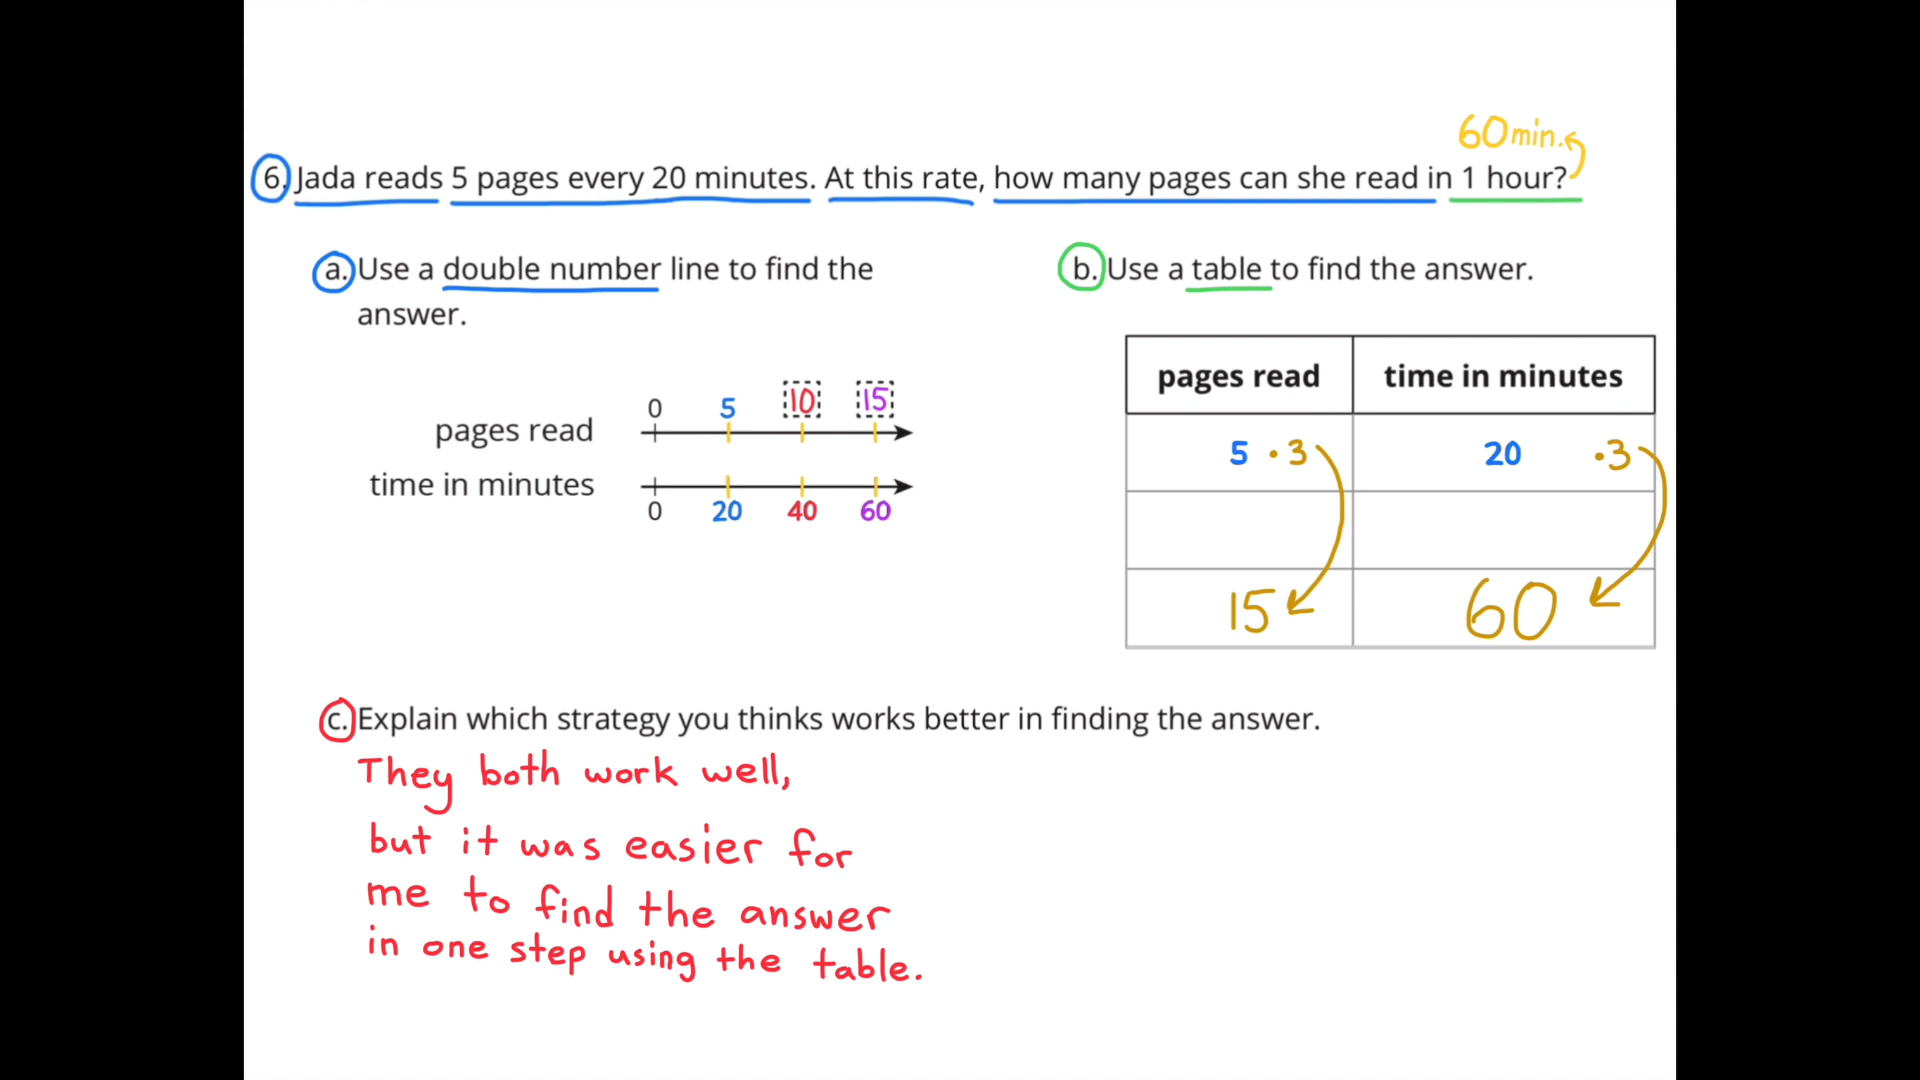 60 min.
6. Jada reads 5 pages every 20 minutes. At this rate, how many pages can she read in 1 hour?
a. Use a double number line to find the
answer.
0 5 10 15
pages read
time in minutes
0 20 40 60
b. Use a table to find the answer.
pages read time in minutes
5 · 3 20 · 3
15 60
c. Explain which strategy you thinks works better in finding the answer.
They both work well,
but it was easier for
me to find the answer
in one step using the table.